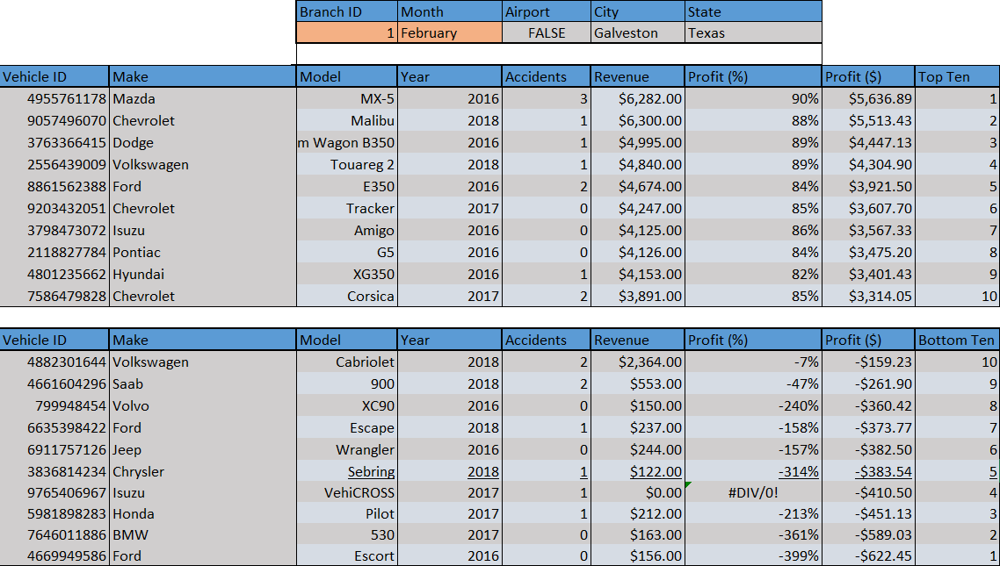 Branch ID Month Airport City State
1 February FALSE Galveston Texas
Vehicle ID Make Model Year Accidents Revenue Profit (%) Profit ($) Top Ten
4955761178 Mazda MX-5 2016 3 $6,282.00 90% $5,636.89 1
9057496070 Chevrolet Malibu 2018 1 $6,300.00 88% $5,513.43 2
3763366415 Dodge m Wagon B350 2016 1 $4,995.00 89% $4,447.13 3
2556439009 Volkswagen Touareg 2 2018 1 $4,840.00 89% $4,304.90 4
8861562388 Ford E350 2016 2 $4,674.00 84% $3,921.50 5
9203432051 Chevrolet Tracker 2017 0 $4,247.00 85% $3,607.70 6
3798473072 Isuzu Amigo 2016 0 $4,125.00 86% $3,567.33 7
2118827784 Pontiac G5 2016 0 $4,126.00 84% $3,475.20 8
4801235662 Hyundai XG350 2016 1 $4,153.00 82% $3,401.43 9
7586479828 Chevrolet Corsica 2017 2 $3,891.00 85% $3,314.05 10
Vehicle ID Make Model Year Accidents Revenue Profit (%) Profit ($) Bottom Ten
4882301644 Volkswagen Cabriolet 2018 2 $2,364.00 -7% -$159.23 10
4661604296 Saab 900 2018 2 $553.00 -47% -$261.90 9
799948454 Volvo XC90 2016 0 $150.00 -240% -$360.42 8
6635398422 Ford Escape 2018 1 $237.00 -158% -$373.77 7
6911757126 Jeep Wrangler 2016 0 $244.00 -157% -$382.50 6
3836814234 Chrysler Sebring 2018 1 $122.00 -314% -$383.54 5
9765406967 Isuzu VehiCROSS 2017 1 $0.00 #DIV/0! -$410.50 4
5981898283 Honda Pilot 2017 1 $212.00 -213% -$451.13 3
7646011886 BMW 530 2017 0 $163.00 -361% -$589.03 2
4669949586 Ford Escort 2016 0 $156.00 -399% -$622.45 1